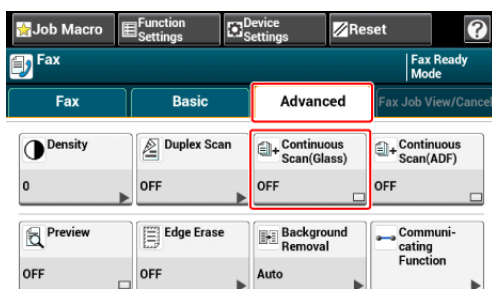 Job Macro
Function
Settings
Device
Settings
Reset
?
Fax
Fax Ready
Mode
Fax
Basic
Advanced
Fax Job View/Cancel
Density
Duplex Scan
Continuous
Scan(Glass)
Continuous
Scan(ADF)
0
OFF
OFF
OFF
Preview
Edge Erase
Background
Removal
Communi-
cating
Function
OFF
OFF
Auto